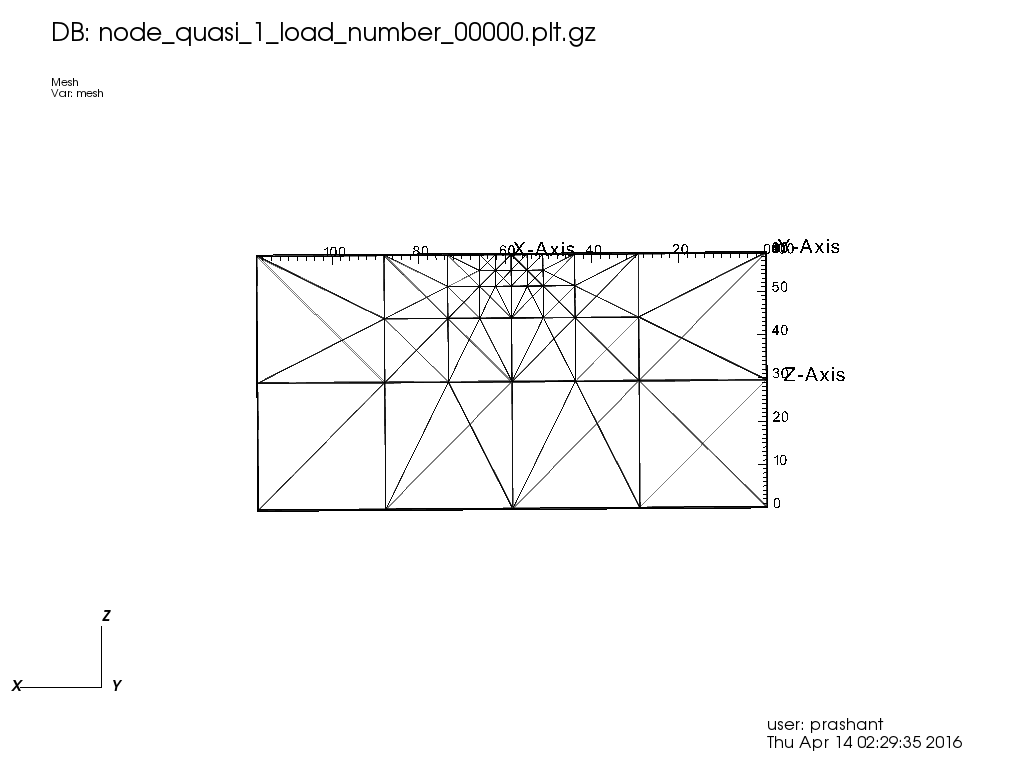 DB: node_quasi_1_load_number_00000.plt.gz
Mesh
Var: mesh
100 80 60 X-Axis 40 20 0 Y-Axis
50
40
30 Z-Axis
20
10
0
Z
X Y
user: prashant
Thu Apr 14 02:29:35 2016